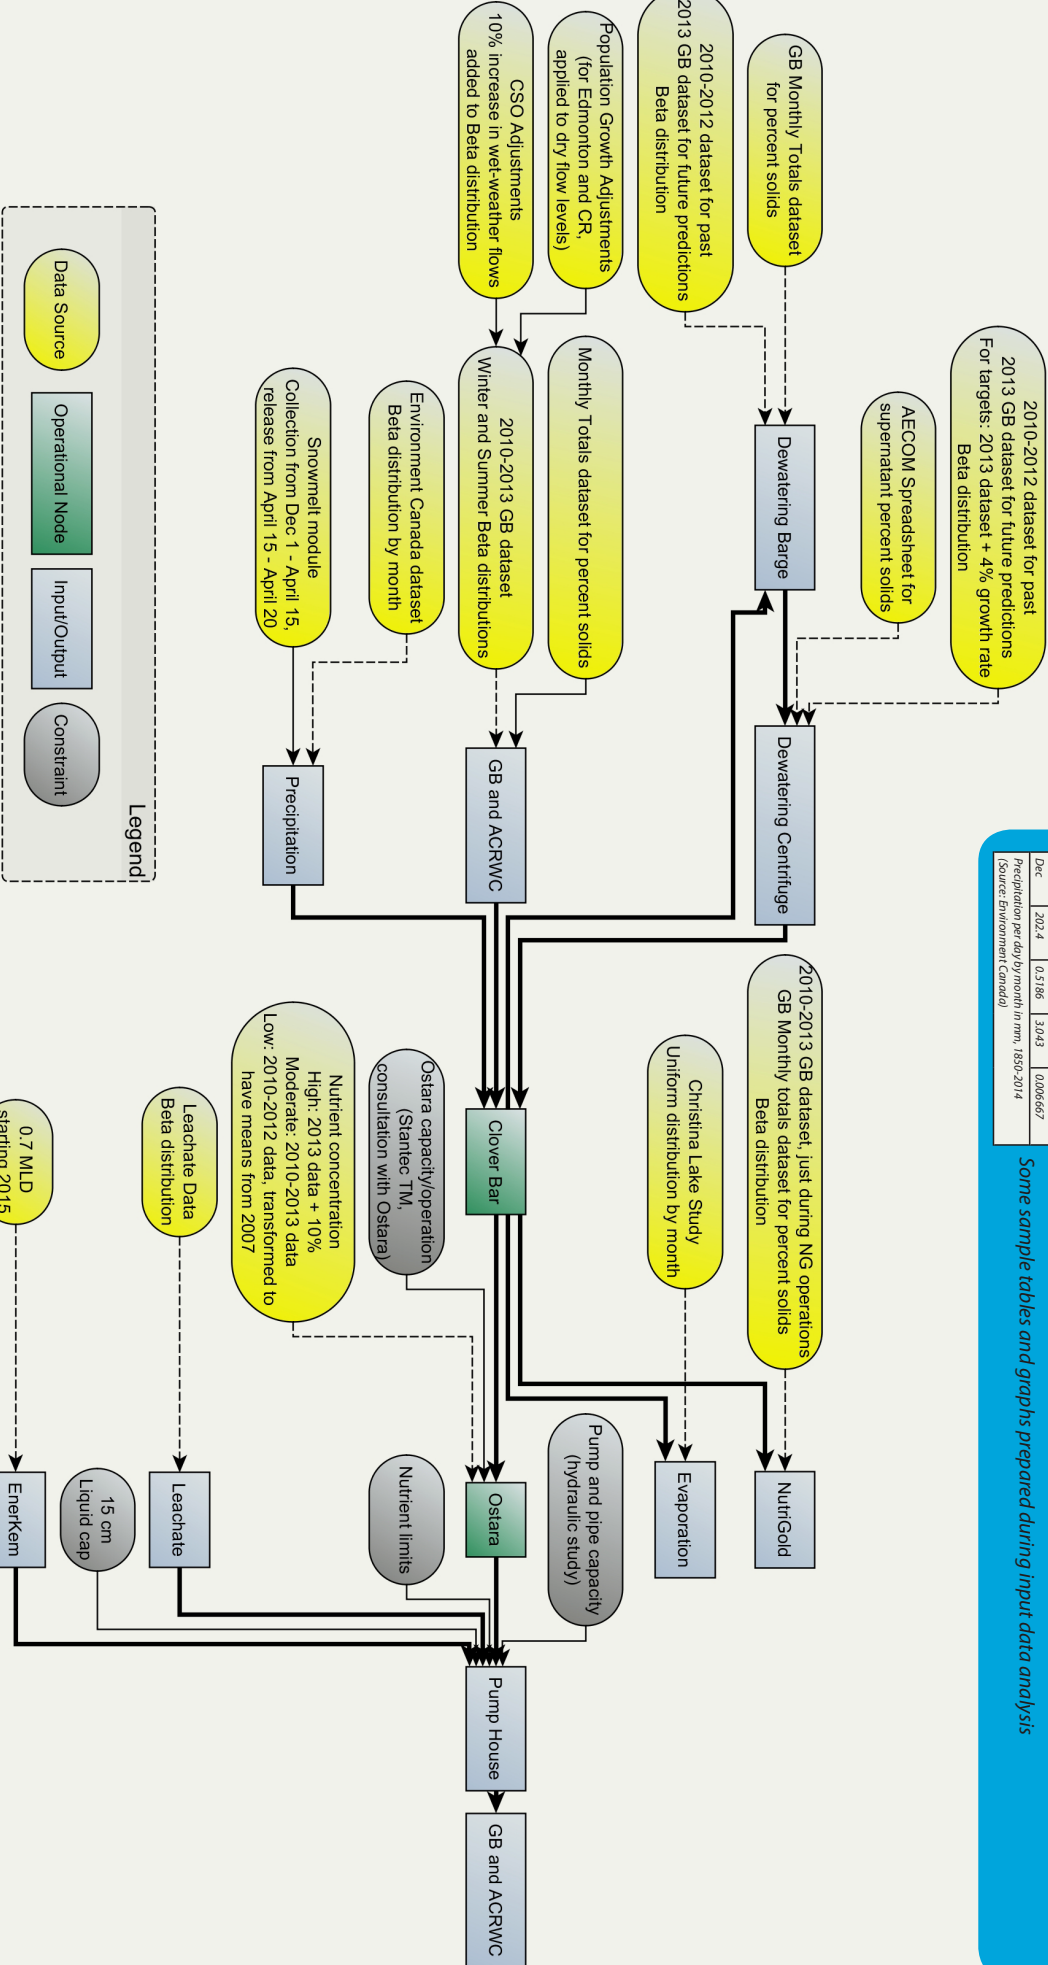 Dec 202.4 0.5186 3.043 0.006667
Precipitation per day by month in mm, 1850-2014
(Source: Environment Canada)
Some sample tables and graphs prepared during input data analysis
2010-2012 dataset for past
2013 GB dataset for future predictions
For targets: 2013 dataset + 4% growth rate
Beta distribution
AECOM Spreadsheet for
supernatant percent solids
GB Monthly Totals dataset
for percent solids
Dewatering Barge
Dewatering Centrifuge
2010-2013 GB dataset, just during NG operations
GB Monthly totals dataset for percent solids
Beta distribution
NutriGold
2010-2012 dataset for past
2013 GB dataset for future predictions
Beta distribution
Christina Lake Study
Uniform distribution by month
Evaporation
Population Growth Adjustments
(for Edmonton and CR,
applied to dry flow levels)
Monthly Totals dataset for percent solids
Pump and pipe capacity
(hydraulic study)
CSO Adjustments
10% increase in wet-weather flows
added to Beta distribution
2010-2013 GB dataset
Winter and Summer Beta distributions
GB and ACRWC
Clover Bar
Ostara
Pump House
GB and ACRWC
Environment Canada dataset
Beta distribution by month
Ostara capacity/operation
(Stantec TM,
consultation with Ostara)
Nutrient limits
Snowmelt module
Collection from Dec 1 - April 15,
release from April 15 - April 20
Precipitation
Nutrient concentration
High: 2013 data + 10%
Moderate: 2010-2013 data
Low: 2010-2012 data, transformed to
have means from 2007
Leachate Data
Beta distribution
Leachate
15 cm
Liquid cap
0.7 MLD
starting 2015
EnerKem
Legend
Data Source
Operational Node
Input/Output
Constraint